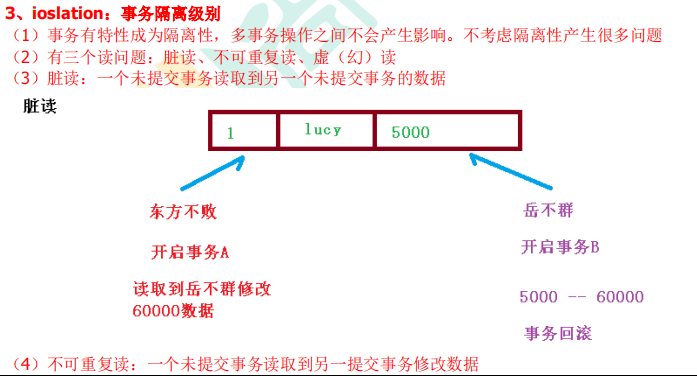 3、ioslation：事务隔离级别
（1）事务有特性成为隔离性，多事务操作之间不会产生影响。不考虑隔离性产生很多问题
（2）有三个读问题：脏读、不可重复读、虚（幻）读
（3）脏读：一个未提交事务读取到另一个未提交事务的数据
脏读
1 lucy 5000
东方不败
岳不群
开启事务A
开启事务B
读取到岳不群修改
60000数据
5000 -- 60000
事务回滚
（4）不可重复读：一个未提交事务读取到另一提交事务修改数据